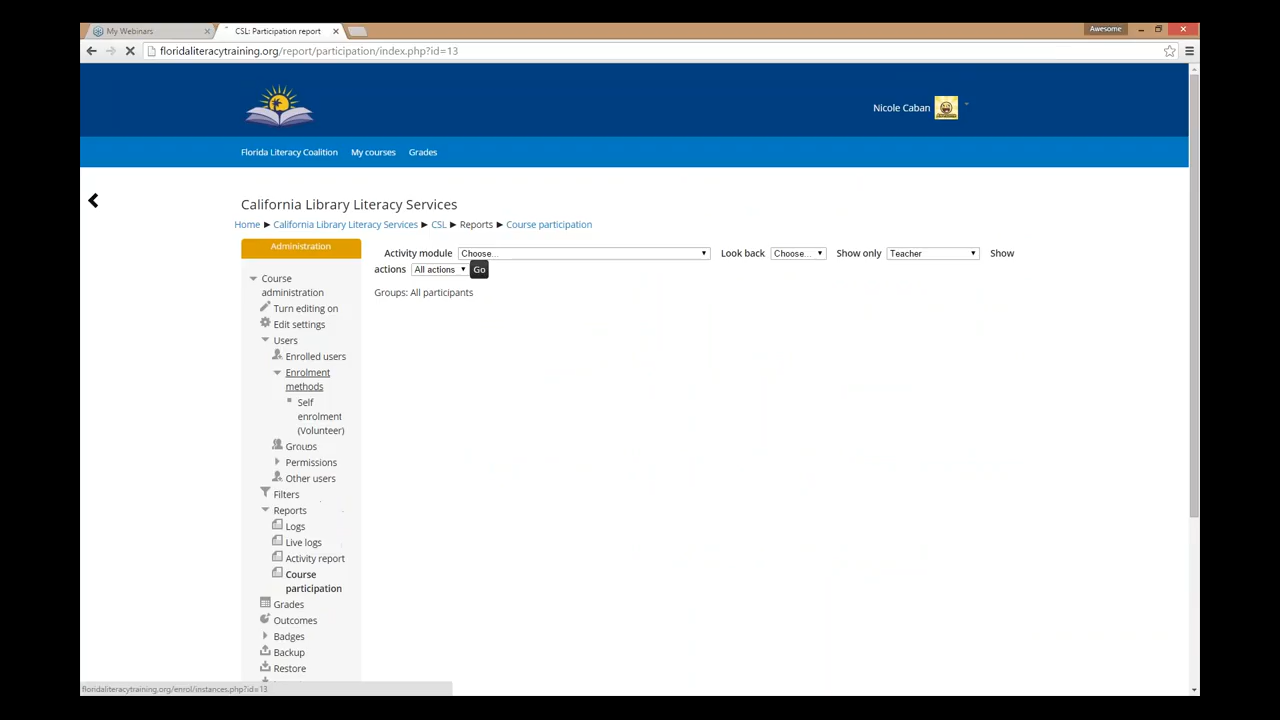 My Webinars
CSL: Participation report
Awesome
floridaliteracytraining.org/report/participation/index.php?id=13
Nicole Caban
Florida Literacy Coalition My courses Grades
California Library Literacy Services
Home ► California Library Literacy Services ► CSL ► Reports ► Course participation
Administration
Course
administration
Turn editing on
Edit settings
Users
Enrolled users
Enrolment
methods
Self
enrolment
(Volunteer)
Groups
Permissions
Other users
Filters
Reports
Logs
Live logs
Activity report
Course
participation
Grades
Outcomes
Badges
Backup
Restore
Activity module Choose... Look back Choose... Show only Teacher Show
actions All actions Go
Groups: All participants
floridaliteracytraining.org/enrol/instances.php?id=13